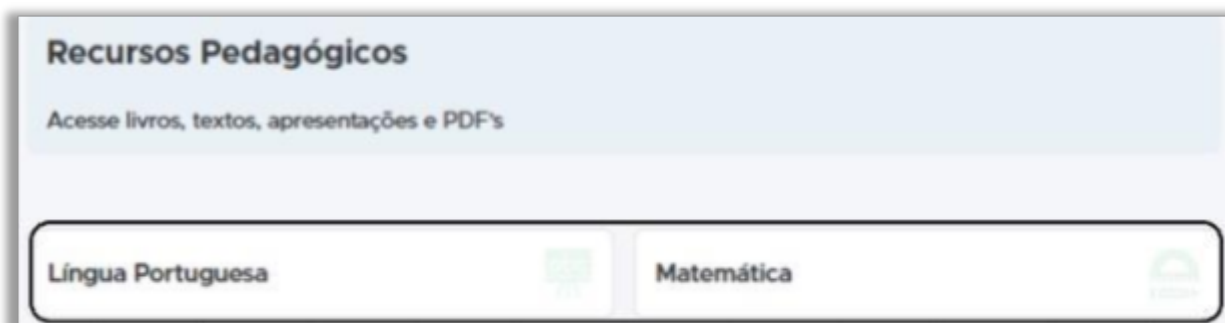 Recursos Pedagógicos
Acesse livros, textos, apresentações e PDF's
Língua Portuguesa
Matemática